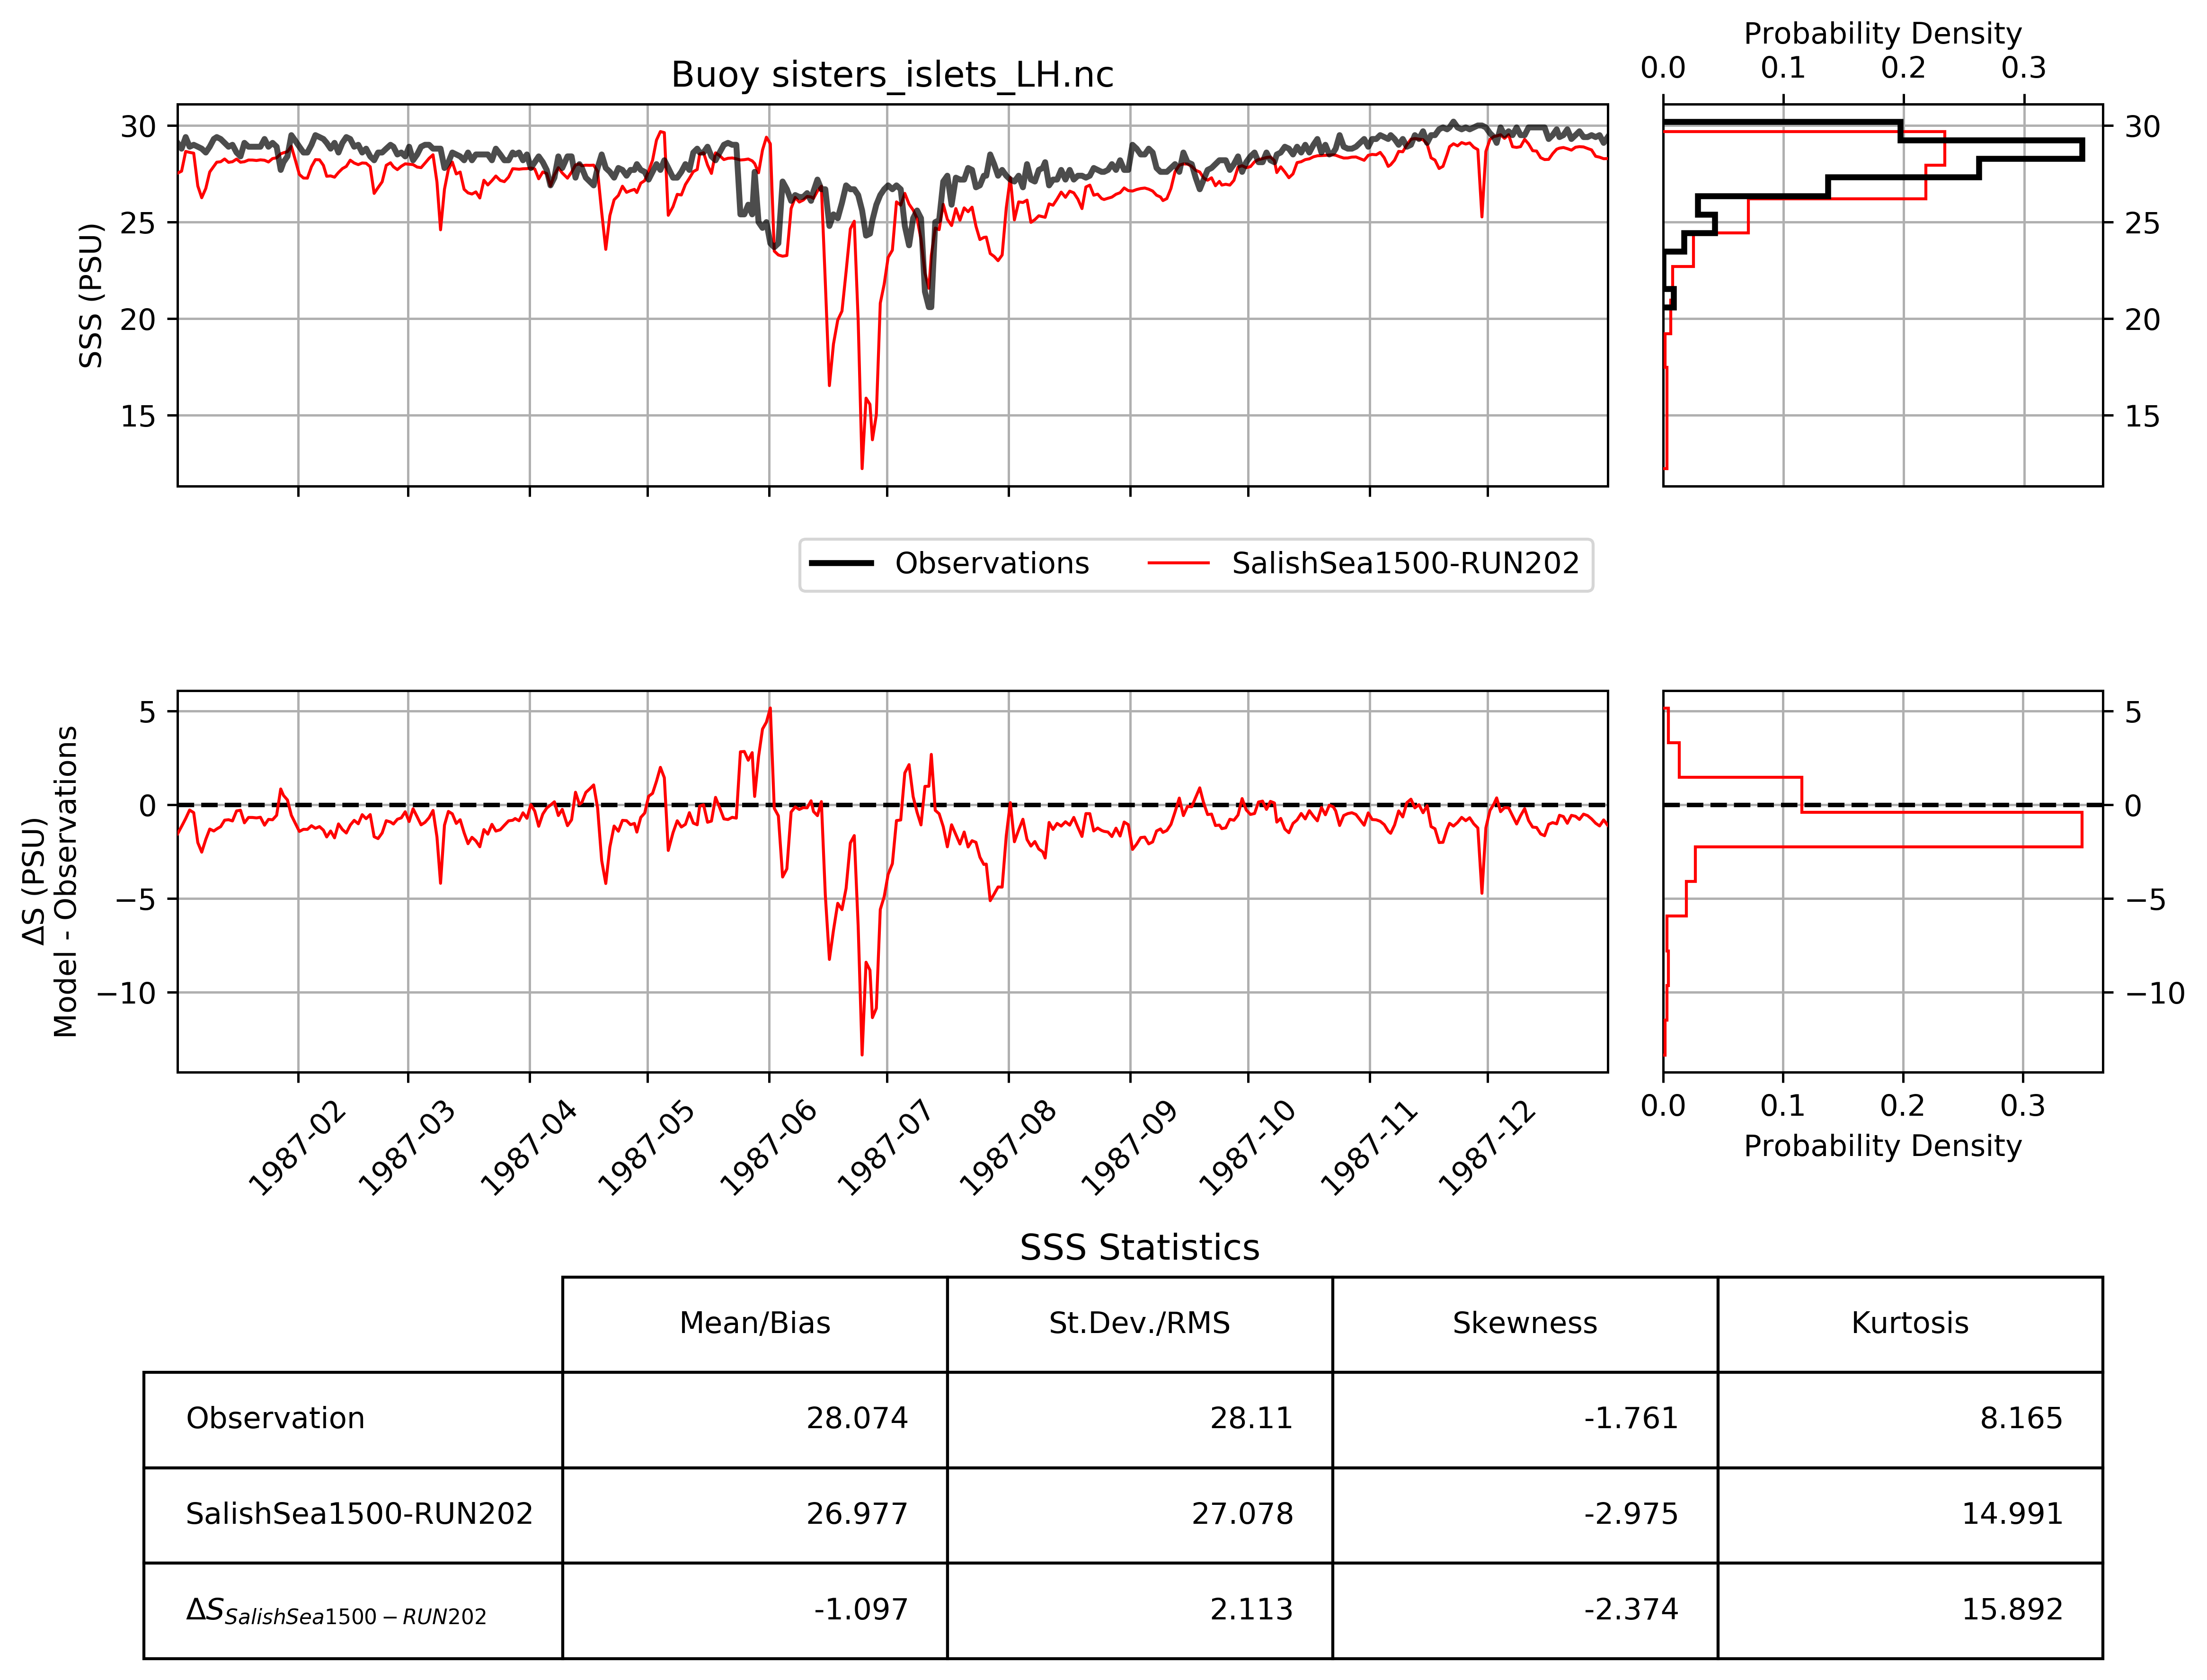 Probability Density
0.0 0.1 0.2 0.3
Buoy sisters_islets_LH.nc
SSS (PSU)
30
25
20
15
30
25
20
15
Observations SalishSea1500-RUN202
ΔS (PSU)
Model - Observations
5
0
−5
−10
5
0
−5
−10
1987-02 1987-03 1987-04 1987-05 1987-06 1987-07 1987-08 1987-09 1987-10 1987-11 1987-12
0.0 0.1 0.2 0.3
Probability Density
SSS Statistics
Mean/Bias St.Dev./RMS Skewness Kurtosis
Observation 28.074 28.11 -1.761 8.165
SalishSea1500-RUN202 26.977 27.078 -2.975 14.991
ΔS SalishSea1500−RUN202 -1.097 2.113 -2.374 15.892